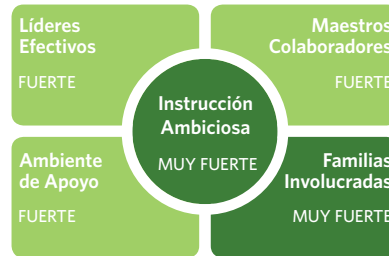 Líderes
Efectivos
FUERTE
Maestros
Colaboradores
FUERTE
Instrucción
Ambiciosa
MUY FUERTE
Ambiente
de Apoyo
FUERTE
Familias
Involucradas
MUY FUERTE